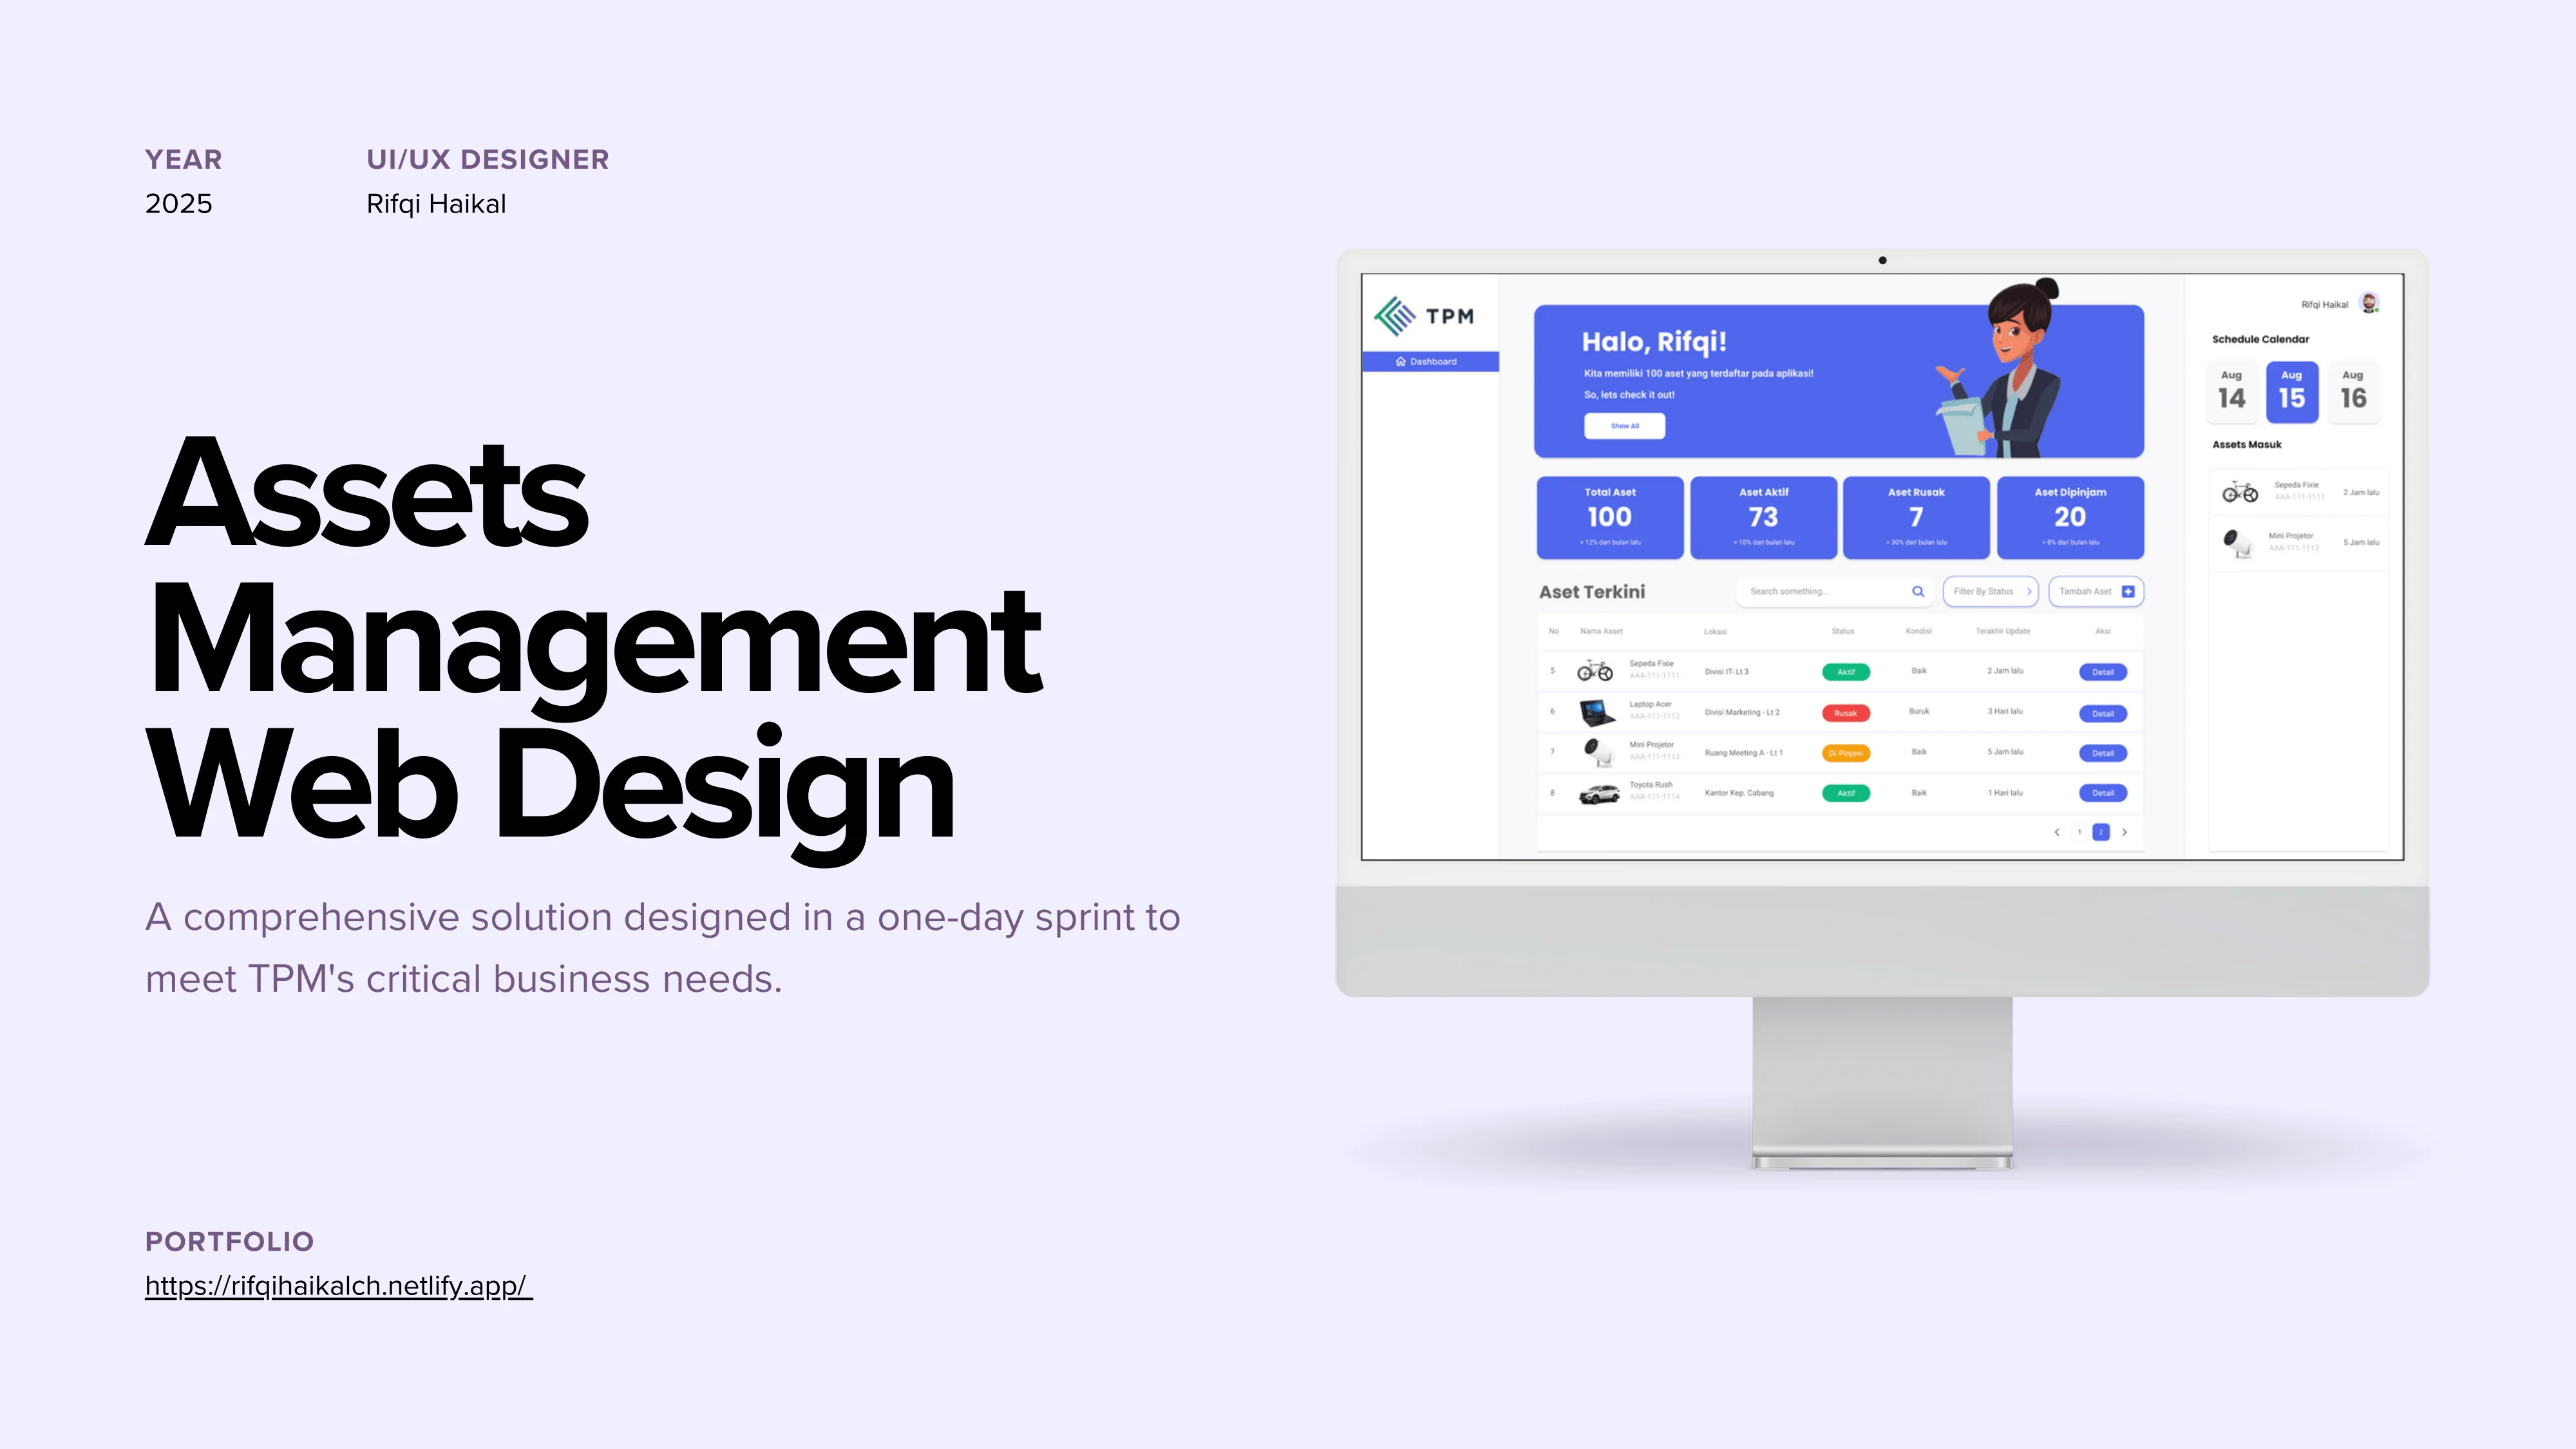 YEAR
2025
UI/UX DESIGNER
Rifqi Haikal
Assets
Management
Web Design
A comprehensive solution designed in a one-day sprint to
meet TPM's critical business needs.
PORTFOLIO
https://rifqihaikalch.netlify.app/
TPM
Dashboard
Halo, Rifqi!
Kita memiliki 100 aset yang terdaftar pada aplikasi!
So, lets check it out!
Show All
Total Aset
100
+ 12% dari bulan lalu
Aset Aktif
73
+ 10% dari bulan lalu
Aset Rusak
7
+ 30% dari bulan lalu
Aset Dipinjam
20
+ 8% dari bulan lalu
Aset Terkini
Search something...
Filter By Status
Tambah Aset
No Nama Asset Lokasi Status Kondisi Terakhir Update Aksi
5 Sepeda Fixie Divisi IT- Lt 3 Aktif Baik 2 Jam lalu Detail
AAA-111-1111
6 Laptop Acer Divisi Marketing - Lt 2 Rusak Buruk 3 Hari lalu Detail
AAA-111-1112
7 Mini Projetor Ruang Meeting A - Lt 1 Di Pinjam Baik 5 Jam lalu Detail
AAA-111-1113
8 Toyota Rush Kantor Kep. Cabang Aktif Baik 1 Hari lalu Detail
AAA-111-1114
1 2
Rifqi Haikal
Schedule Calendar
Aug Aug Aug
14 15 16
Assets Masuk
Sepeda Fixie 2 Jam lalu
AAA-111-1111
Mini Projetor 5 Jam lalu
AAA-111-1113